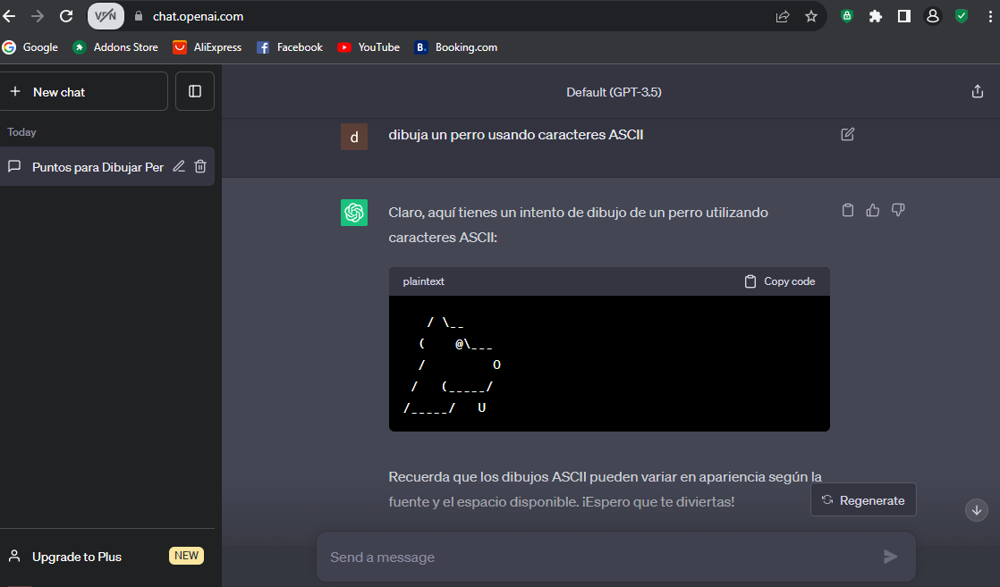 VPN chat.openai.com
Google Addons Store AliExpress Facebook B. Booking.com YouTube
New chat
Default (GPT-3.5)
Today
Puntos para Dibujar Per
d dibuja un perro usando caracteres ASCII
Claro, aquí tienes un intento de dibujo de un perro utilizando
caracteres ASCII:
plaintext Copy code
   / \__
  (    @\___
  /         O
 /   (_____/
/_____/   U
Recuerda que los dibujos ASCII pueden variar en apariencia según la
fuente y el espacio disponible. ¡Espero que te diviertas!
Regenerate
Upgrade to Plus NEW
Send a message